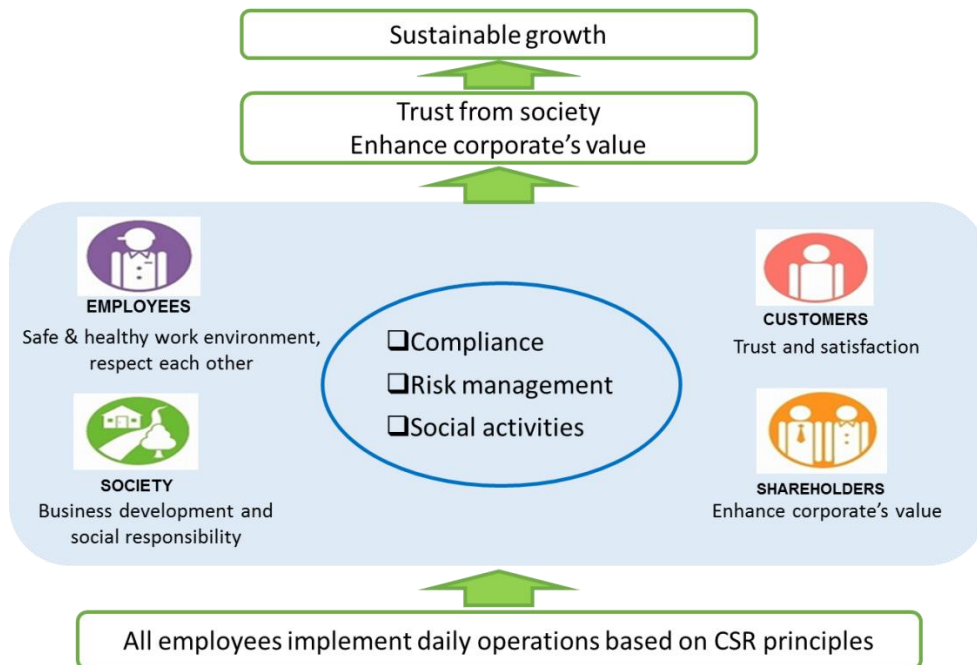 Sustainable growth
Trust from society
Enhance corporate's value
EMPLOYEES
Safe & healthy work environment,
respect each other
SOCIETY
Business development and
social responsibility
❑Compliance
❑Risk management
❑Social activities
CUSTOMERS
Trust and satisfaction
SHAREHOLDERS
Enhance corporate's value
All employees implement daily operations based on CSR principles